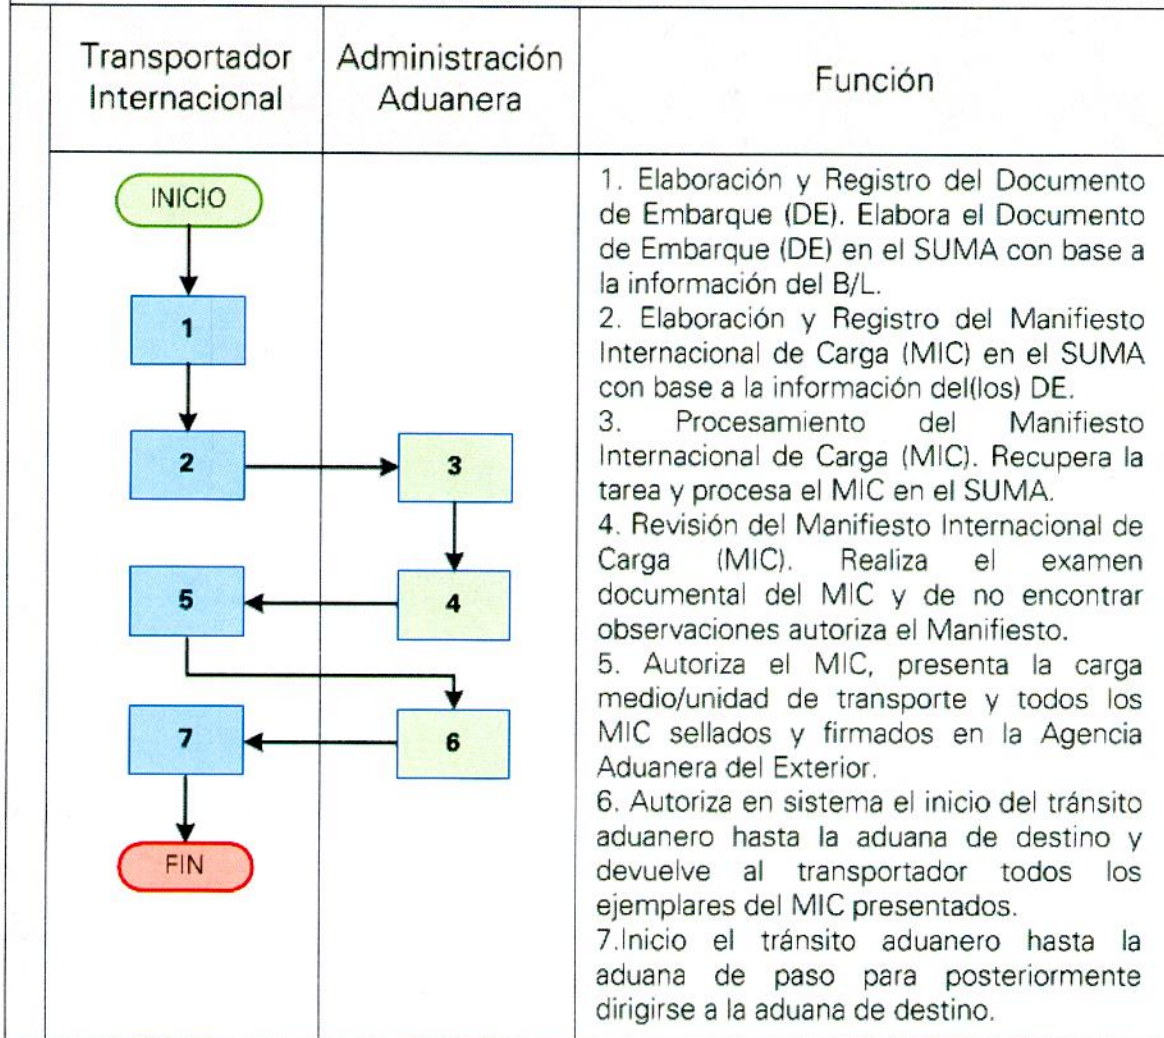 Transportador
Internacional
Administración
Aduanera
Función
INICIO
1
2
3
5
4
7
6
FIN
1. Elaboración y Registro del Documento
de Embarque (DE). Elabora el Documento
de Embarque (DE) en el SUMA con base a
la información del B/L.
2. Elaboración y Registro del Manifiesto
Internacional de Carga (MIC) en el SUMA
con base a la información del(los) DE.
3. Procesamiento del Manifiesto
Internacional de Carga (MIC). Recupera la
tarea y procesa el MIC en el SUMA.
4. Revisión del Manifiesto Internacional de
Carga (MIC). Realiza el examen
documental del MIC y de no encontrar
observaciones autoriza el Manifiesto.
5. Autoriza el MIC, presenta la carga
medio/unidad de transporte y todos los
MIC sellados y firmados en la Agencia
Aduanera del Exterior.
6. Autoriza en sistema el inicio del tránsito
aduanero hasta la aduana de destino y
devuelve al transportador todos los
ejemplares del MIC presentados.
7.Inicio el tránsito aduanero hasta la
aduana de paso para posteriormente
dirigirse a la aduana de destino.